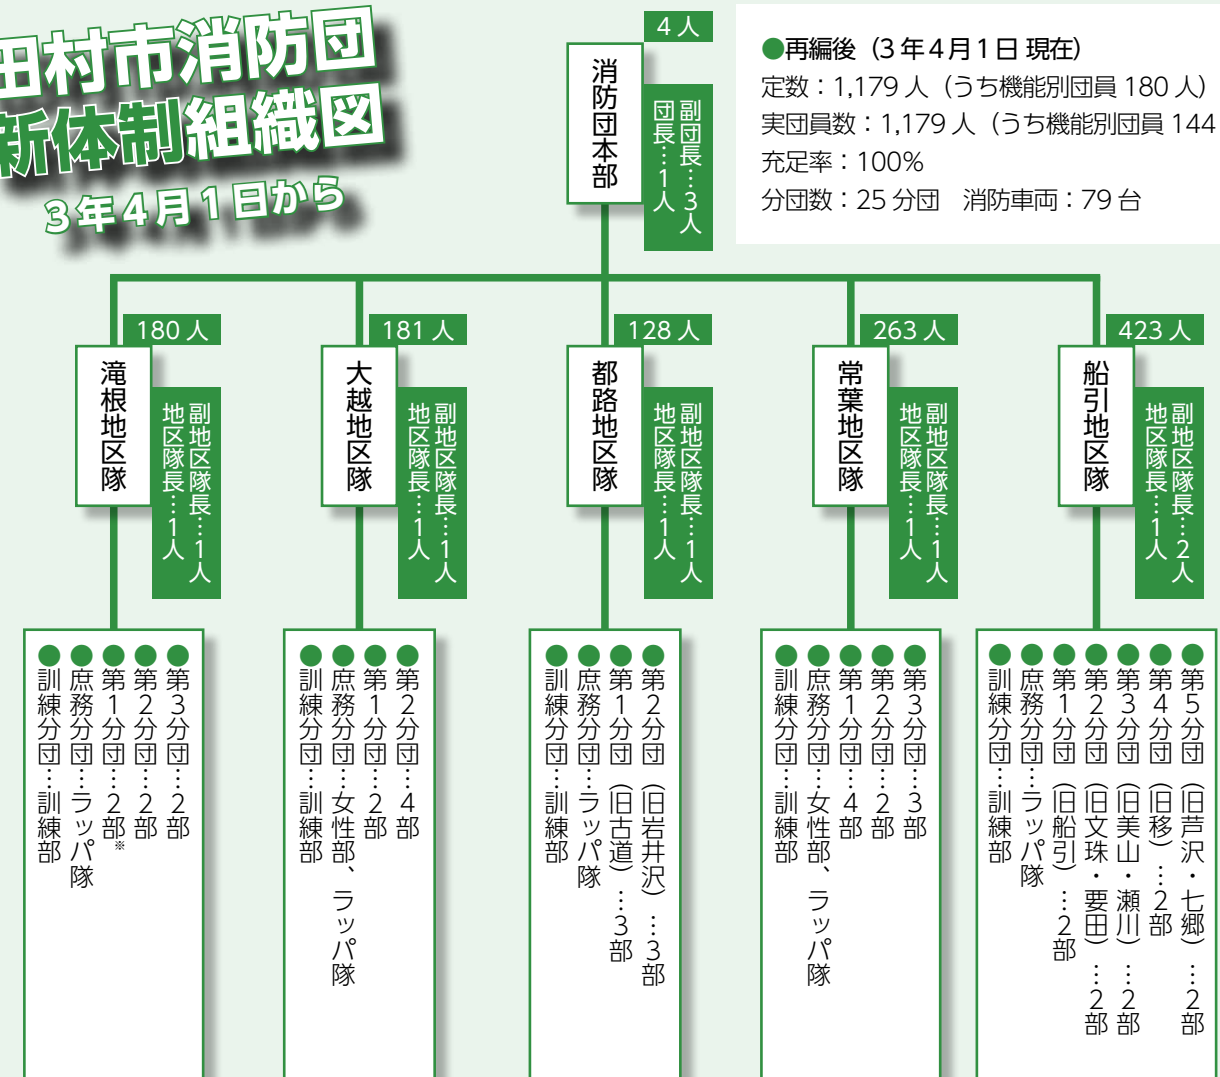 田村市消防団
新体制組織図
3年4月1日から
●再編後（3年4月1日 現在）
定数：1,179人（うち機能別団員180人）
実団員数：1,179人（うち機能別団員144
充足率：100%
分団数：25分団　消防車両：79台
4人
消防団本部
副団長…3人
団長…1人
180人
滝根地区隊
副地区隊長…1人
地区隊長…1人
181人
大越地区隊
副地区隊長…1人
地区隊長…1人
128人
都路地区隊
副地区隊長…1人
地区隊長…1人
263人
常葉地区隊
副地区隊長…1人
地区隊長…1人
423人
船引地区隊
副地区隊長…2人
地区隊長…1人
●第3分団…2部
●第2分団…2部
●第1分団…2部※
●庶務分団…ラッパ隊
●訓練分団…訓練部
●第2分団…4部
●第1分団…2部
●庶務分団…女性部、ラッパ隊
●訓練分団…訓練部
●第2分団（旧岩井沢）…3部
●第1分団（旧古道）…3部
●庶務分団…ラッパ隊
●訓練分団…訓練部
●第3分団…3部
●第2分団…2部
●第1分団…4部
●庶務分団…女性部、ラッパ隊
●訓練分団…訓練部
●第5分団（旧芦沢・七郷）…2部
●第4分団（旧移）…2部
●第3分団（旧美山・瀬川）…2部
●第2分団（旧文珠・要田）…2部
●第1分団（旧船引）…2部
●庶務分団…ラッパ隊
●訓練分団…訓練部